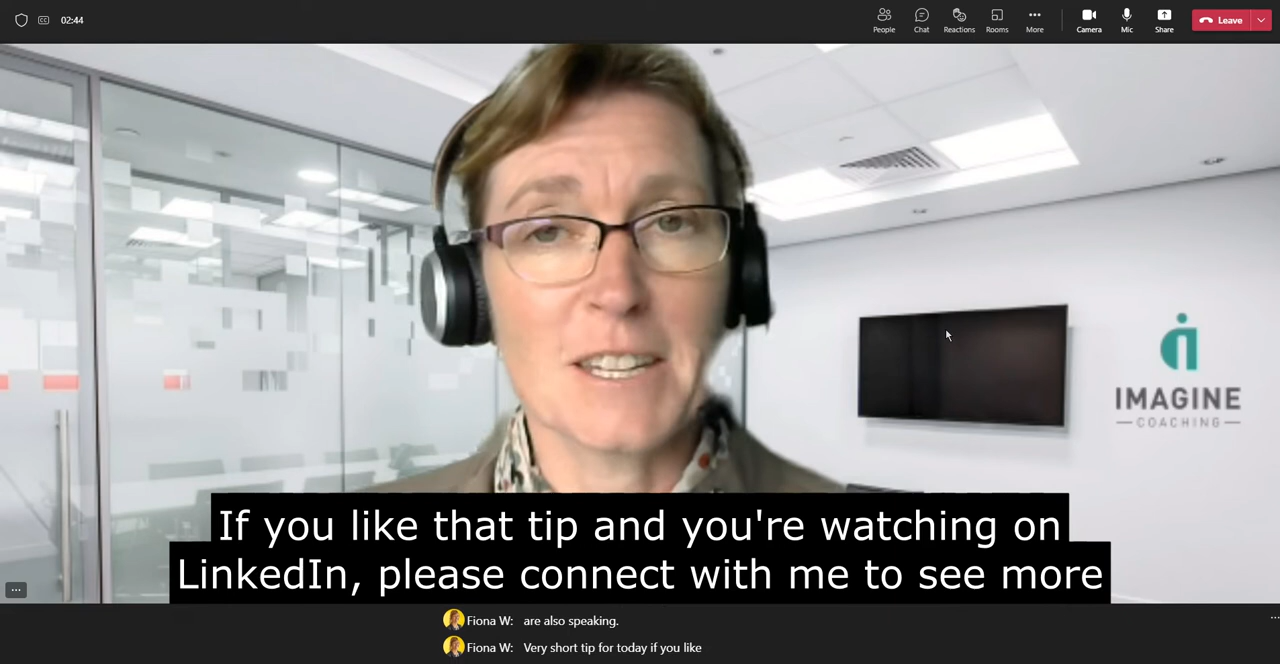 02:44
CC
People
Chat
Reactions
Rooms
More
Camera
Mic
Share
Leave
IMAGINE
COACHING
If you like that tip and you're watching on
LinkedIn, please connect with me to see more
Fiona W: are also speaking.
Fiona W: Very short tip for today if you like